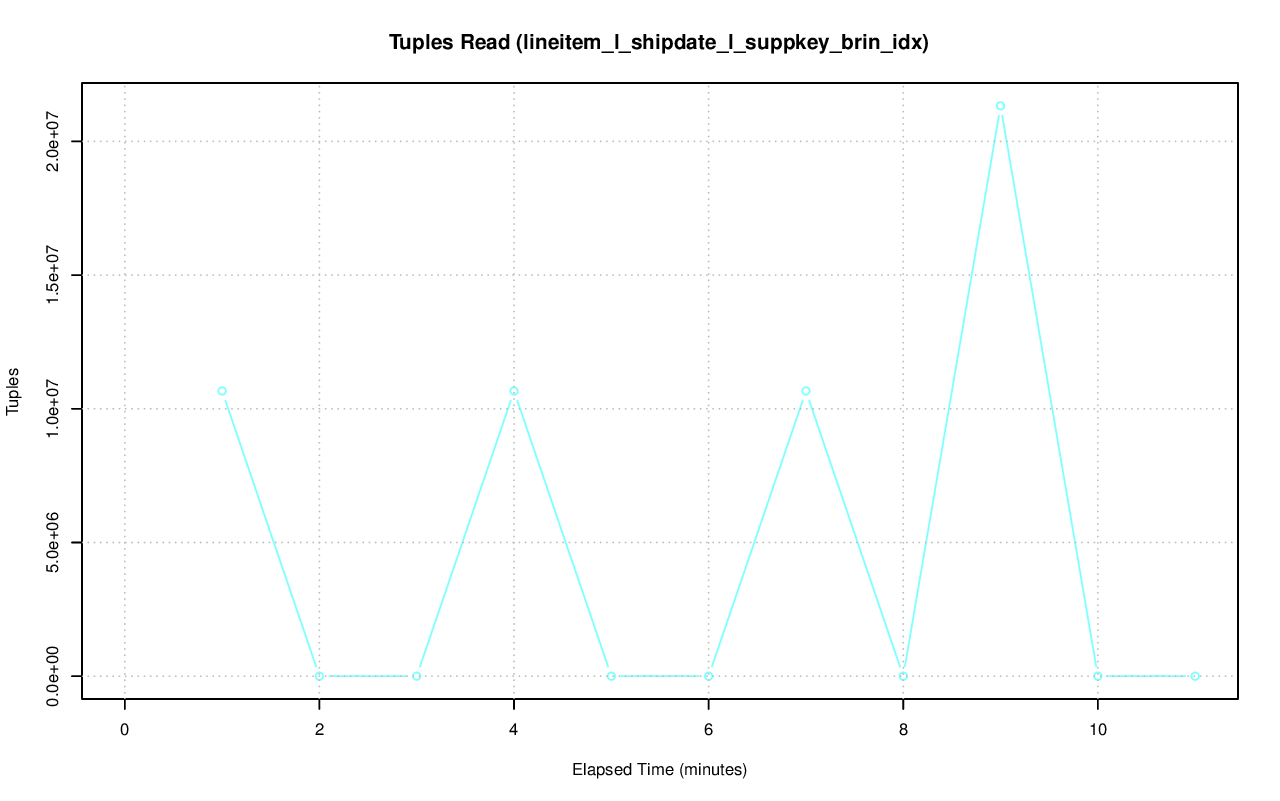 Tuples Read (lineitem_l_shipdate_l_suppkey_brin_idx)
Tuples
2.0e+07
1.5e+07
1.0e+07
5.0e+06
0.0e+00
0 2 4 6 8 10
Elapsed Time (minutes)